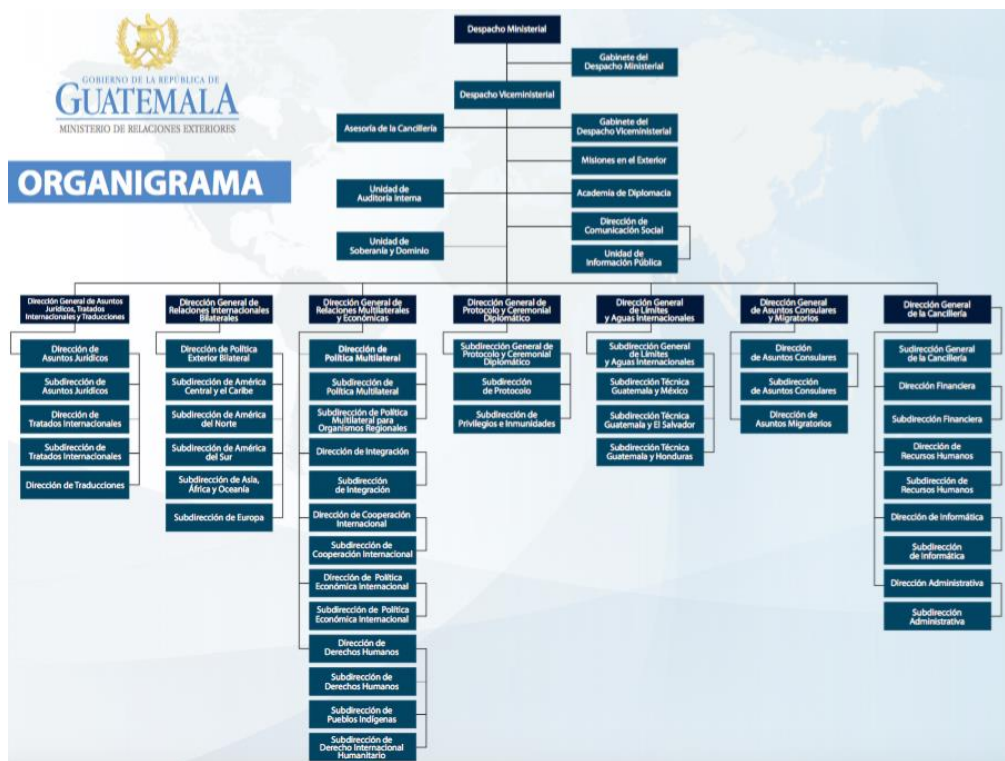 Despacho Ministerial
Gabinete del
Despacho Ministerial
GOBIERNO DE LA REPÚBLICA DE
GUATEMALA
MINISTERIO DE RELACIONES EXTERIORES
Despacho Viceministerial
Asesoría de la Cancillería
Gabinete del
Despacho Viceministerial
Misiones en el Exterior
ORGANIGRAMA
Unidad de
Auditoría Interna
Academia de Diplomacia
Dirección de
Comunicación Social
Unidad de
Soberanía y Dominio
Unidad de
Información Pública
Dirección General de Asuntos
Jurídicos, Tratados
Internacionales y Traducciones
Dirección de
Asuntos Jurídicos
Subdirección de
Asuntos Jurídicos
Dirección de
Tratados Internacionales
Subdirección de
Tratados Internacionales
Dirección de Traducciones
Dirección General de
Relaciones Internacionales
Bilaterales
Dirección de Política
Exterior Bilateral
Subdirección de América
Central y el Caribe
Subdirección de América
del Norte
Subdirección de América
del Sur
Subdirección de Asia,
África y Oceanía
Subdirección de Europa
Dirección General de
Relaciones Multilaterales
y Económicas
Dirección de
Política Multilateral
Subdirección de
Política Multilateral
Subdirección de Política
Multilateral para
Organismos Regionales
Dirección de Integración
Subdirección
de Integración
Dirección de Cooperación
Internacional
Subdirección de
Cooperación Internacional
Dirección de Política
Económica Internacional
Subdirección de Política
Económica Internacional
Dirección de
Derechos Humanos
Subdirección de
Derechos Humanos
Subdirección de
Pueblos Indígenas
Subdirección de
Derecho Internacional
Humanitario
Dirección General de
Protocolo y Ceremonial
Diplomático
Subdirección General de
Protocolo y Ceremonial
Diplomático
Subdirección
de Protocolo
Subdirección de
Privilegios e Inmunidades
Dirección General
de Límites
y Aguas Internacionales
Subdirección General
de Límites
y Aguas Internacionales
Subdirección Técnica
Guatemala y México
Subdirección Técnica
Guatemala y El Salvador
Subdirección Técnica
Guatemala y Honduras
Dirección General
de Asuntos Consulares
y Migratorios
Dirección
de Asuntos Consulares
Subdirección
de Asuntos Consulares
Dirección de
Asuntos Migratorios
Dirección General
de la Cancillería
Sudirección General
de la Cancillería
Dirección Financiera
Subdirección Financiera
Dirección de
Recursos Humanos
Subdirección de
Recursos Humanos
Dirección de Informática
Subdirección
de Informática
Dirección Administrativa
Subdirección
Administrativa